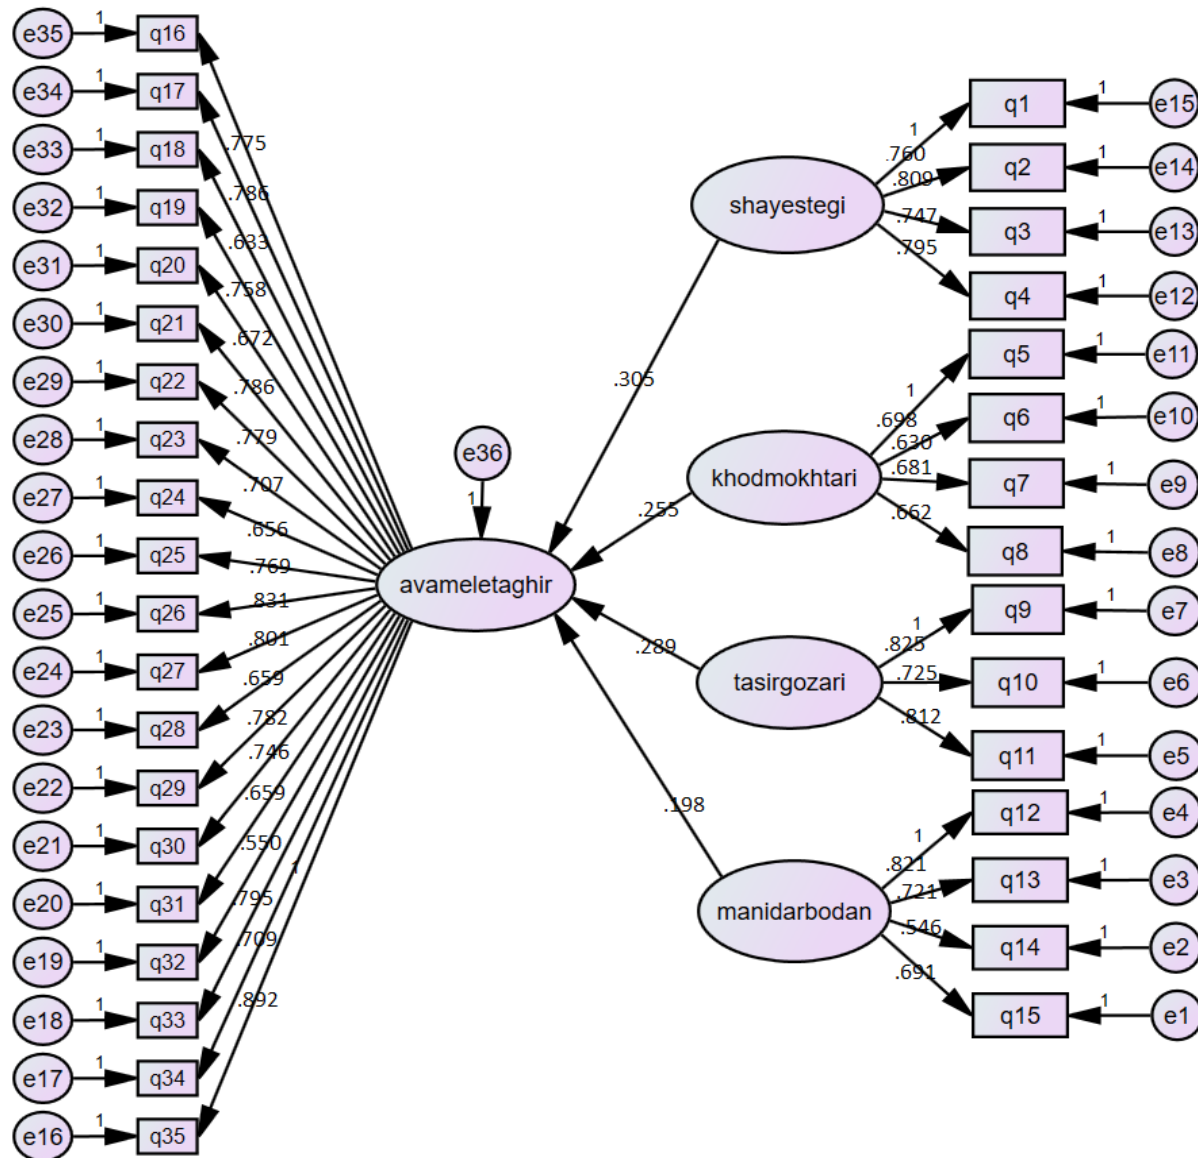 e35 1 q16
e34 1 q17
e33 1 q18
e32 1 q19
e31 1 q20
e30 1 q21
e29 1 q22
e28 1 q23
e27 1 q24
e26 1 q25
e25 1 q26
e24 1 q27
e23 1 q28
e22 1 q29
e21 1 q30
e20 1 q31
e19 1 q32
e18 1 q33
e17 1 q34
e16 1 q35
.775
.786
.633
.758
.672
.786
.779
.707
.656
.769
.831
.801
.659
.782
.746
.659
.550
.795
1
.709
.892
e36
1
avameletaghir
.305
.255
.289
.198
shayestegi
1
.760
.809
.747
.795
q1 1 e15
q2 1 e14
q3 1 e13
q4 1 e12
khodmokhtari
1
.698
.630
.681
.662
q5 1 e11
q6 1 e10
q7 1 e9
q8 1 e8
tasirgozari
1
.825
.725
.812
q9 1 e7
q10 1 e6
q11 1 e5
manidarbodan
1
.821
.721
.546
.691
q12 1 e4
q13 1 e3
q14 1 e2
q15 1 e1